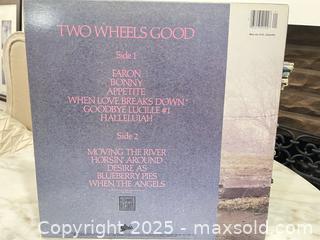 TWO WHEELS GOOD
Side 1
FARON
BONNY
APPETITE
WHEN LOVE BREAKS DOWN*
GOODBYE LUCILLE #1
HALLELUJAH
Side 2
MOVING THE RIVER
HORSIN' AROUND
DESIRE AS
BLUEBERRY PIES
WHEN THE ANGELS
Copyright 2025 - maxsold.com